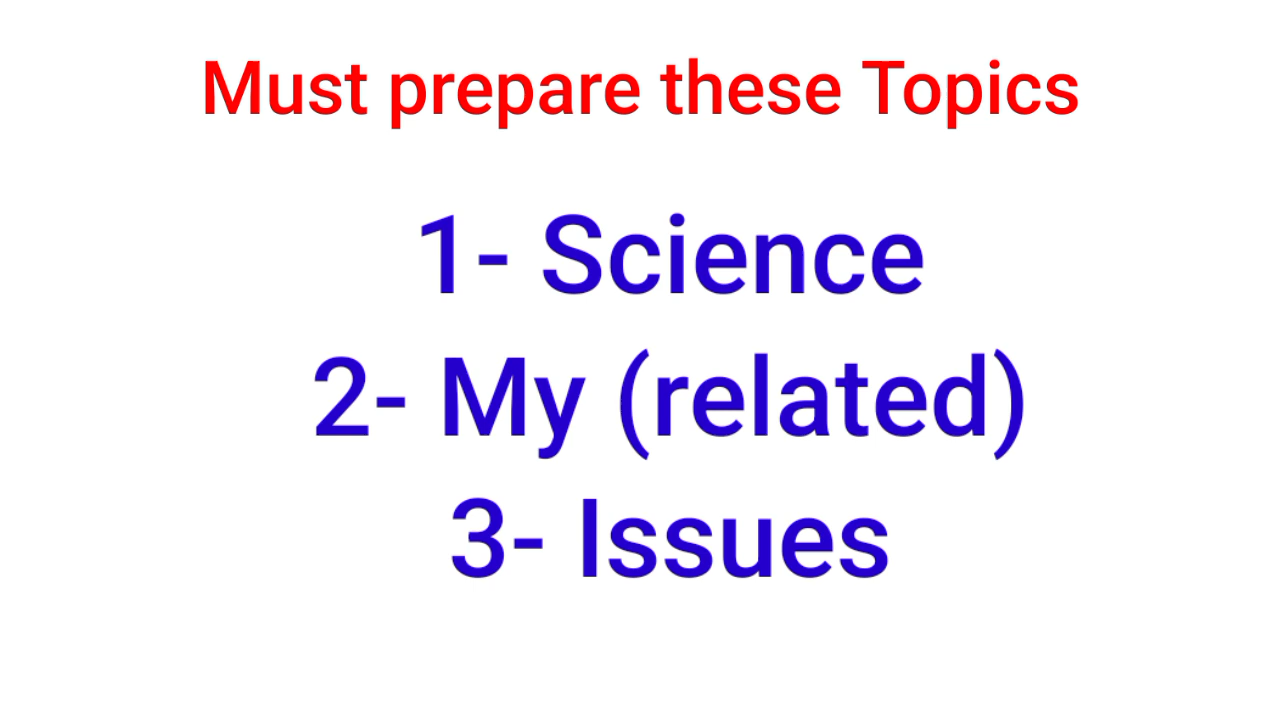 Must prepare these Topics
1- Science
2- My (related)
3- Issues